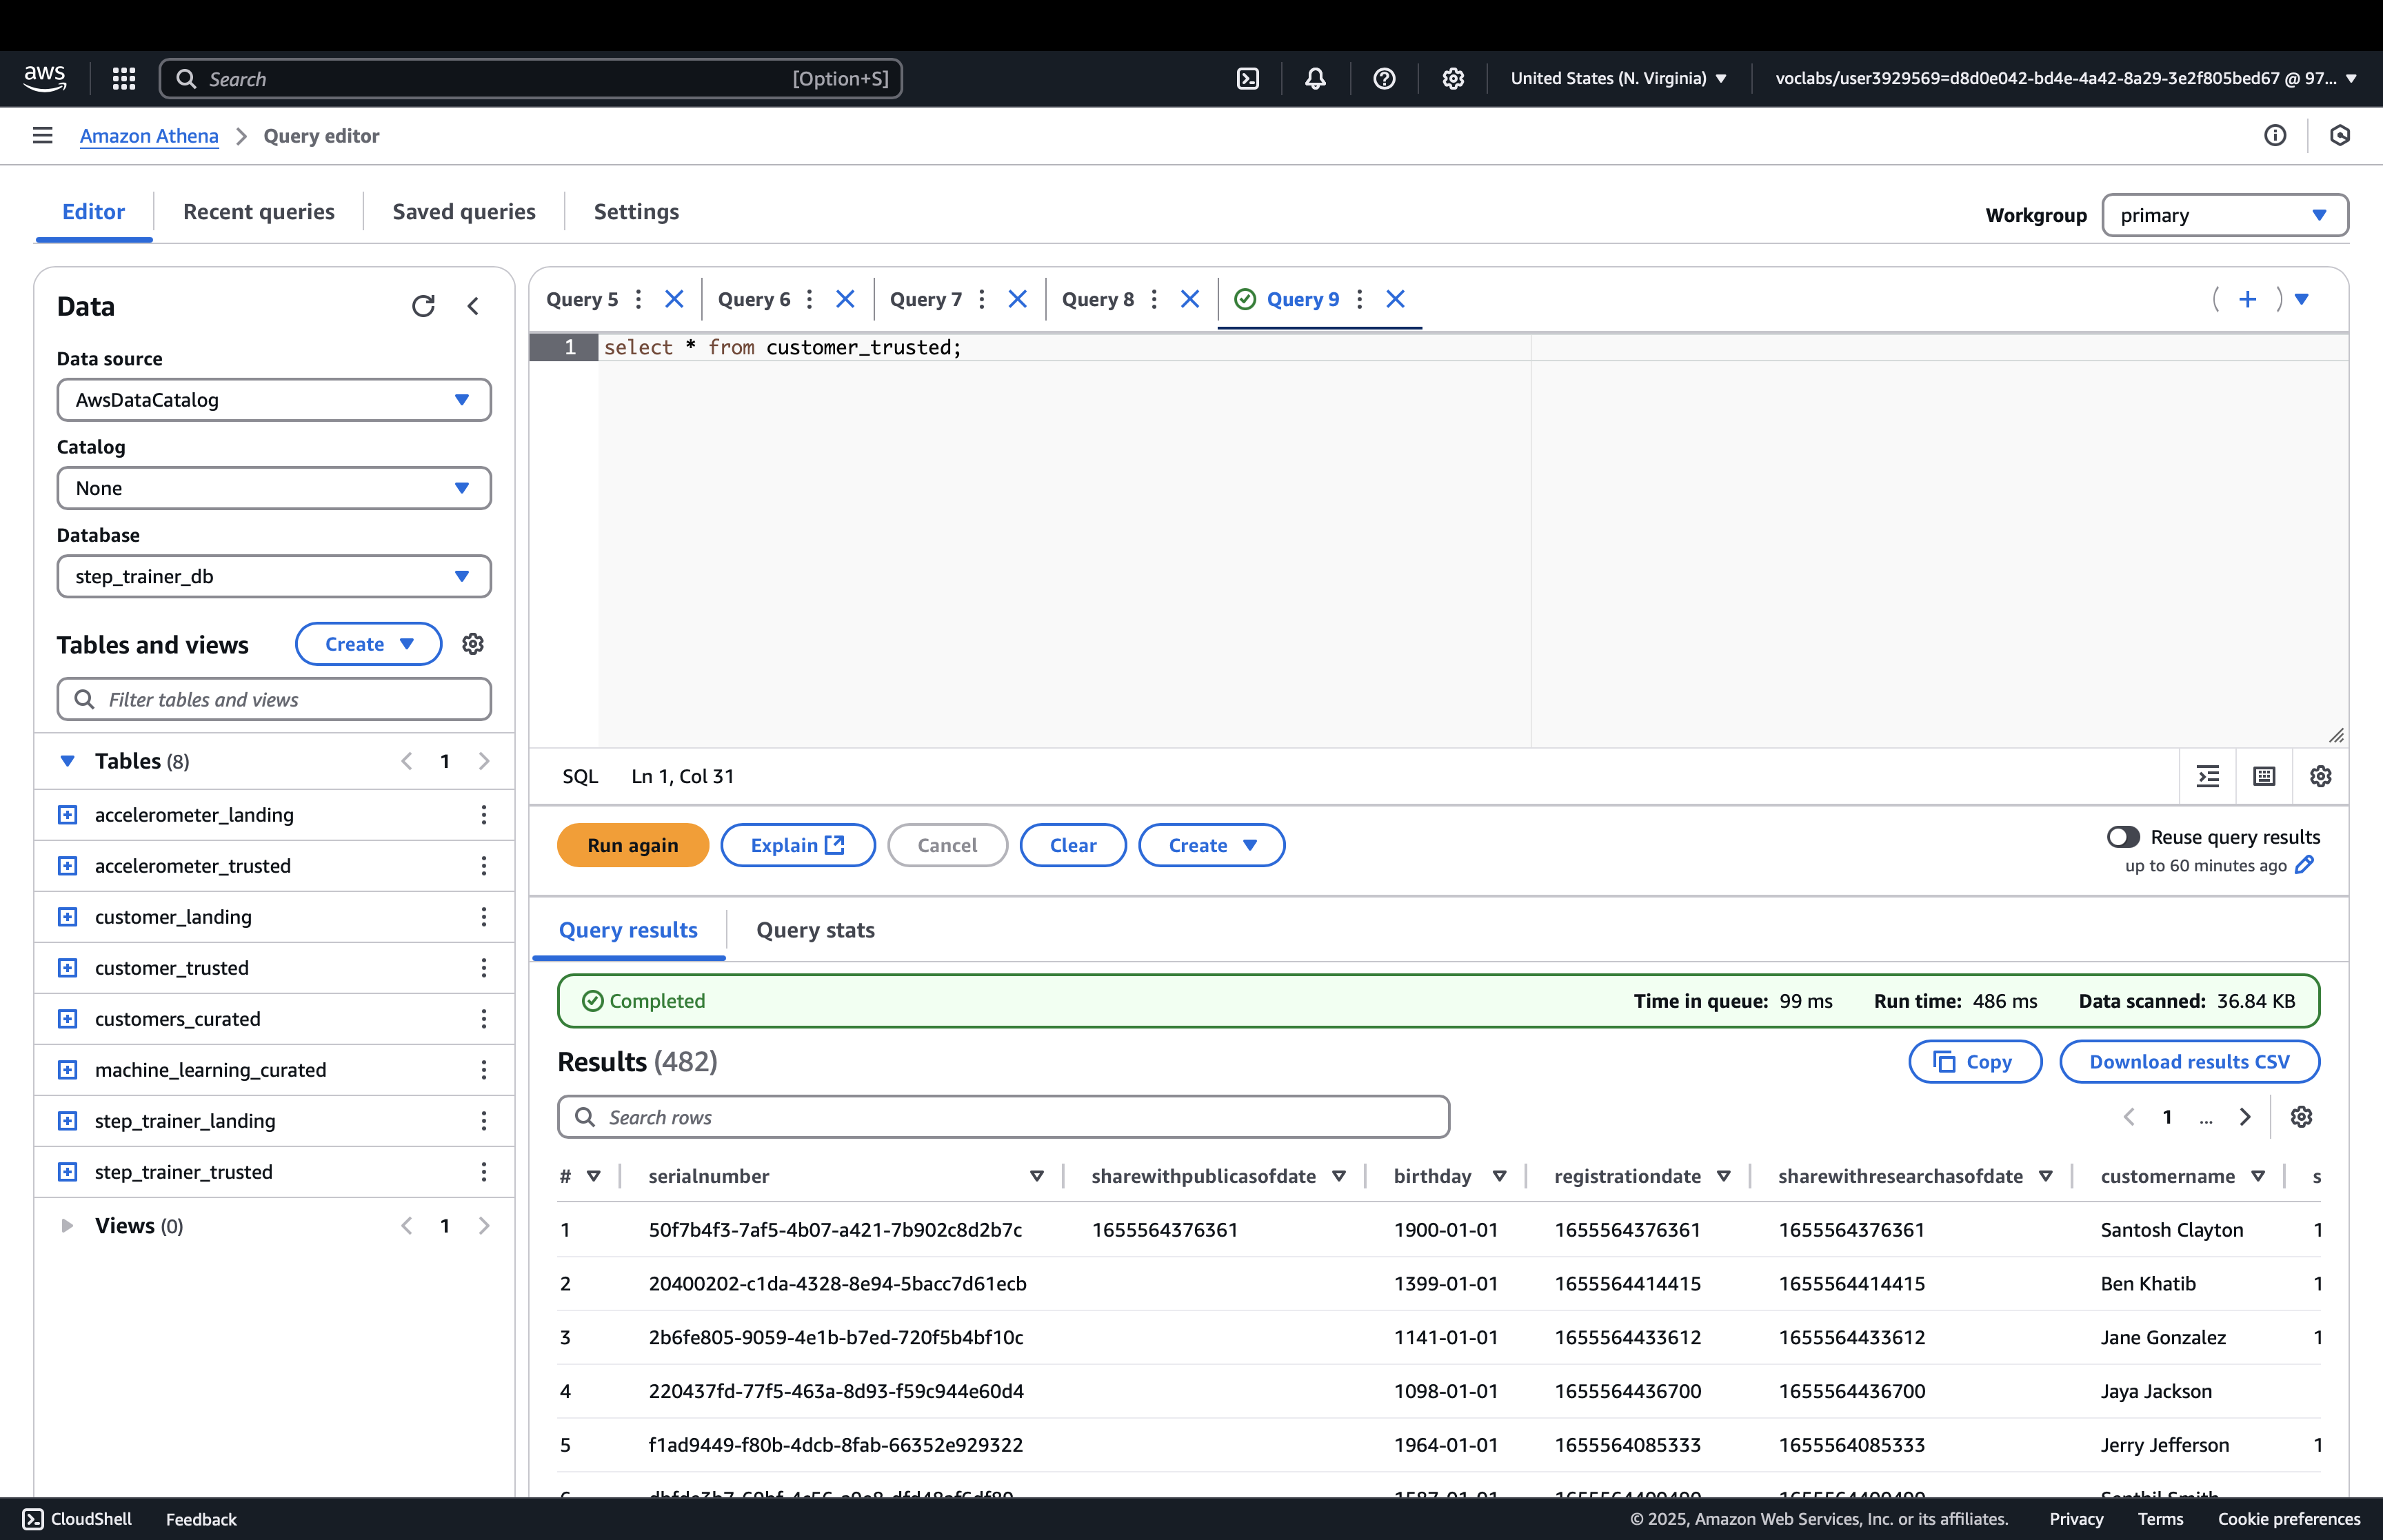 aws Search [Option+S] United States (N. Virginia) voclabs/user3929569=d8d0e042-bd4e-4a42-8a29-3e2f805bed67 @ 97...
Amazon Athena Query editor
Editor Recent queries Saved queries Settings Workgroup primary
Data
Data source
AwsDataCatalog
Catalog
None
Database
step_trainer_db
Tables and views Create
Filter tables and views
Tables (8) 1
accelerometer_landing
accelerometer_trusted
customer_landing
customer_trusted
customers_curated
machine_learning_curated
step_trainer_landing
step_trainer_trusted
Views (0) 1
Query 5 Query 6 Query 7 Query 8 Query 9
1 select * from customer_trusted;
SQL Ln 1, Col 31
Run again Explain Cancel Clear Create Reuse query results
up to 60 minutes ago
Query results Query stats
Completed Time in queue: 99 ms Run time: 486 ms Data scanned: 36.84 KB
Results (482) Copy Download results CSV
Search rows 1 ...
# serialnumber sharewithpublicasofdate birthday registrationdate sharewithresearchasofdate customername s
1 50f7b4f3-7af5-4b07-a421-7b902c8d2b7c 1655564376361 1900-01-01 1655564376361 1655564376361 Santosh Clayton 1
2 20400202-c1da-4328-8e94-5bacc7d61ecb 1399-01-01 1655564414415 1655564414415 Ben Khatib 1
3 2b6fe805-9059-4e1b-b7ed-720f5b4bf10c 1141-01-01 1655564433612 1655564433612 Jane Gonzalez 1
4 220437fd-77f5-463a-8d93-f59c944e60d4 1098-01-01 1655564436700 1655564436700 Jaya Jackson
5 f1ad9449-f80b-4dcb-8fab-66352e929322 1964-01-01 1655564085333 1655564085333 Jerry Jefferson 1
CloudShell Feedback © 2025, Amazon Web Services, Inc. or its affiliates. Privacy Terms Cookie preferences